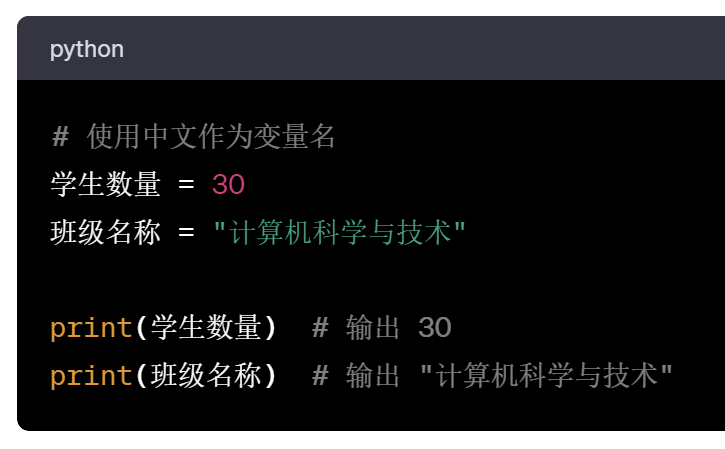 python
# 使用中文作为变量名
学生数量 = 30
班级名称 = "计算机科学与技术"
print(学生数量)  # 输出 30
print(班级名称)  # 输出 "计算机科学与技术"